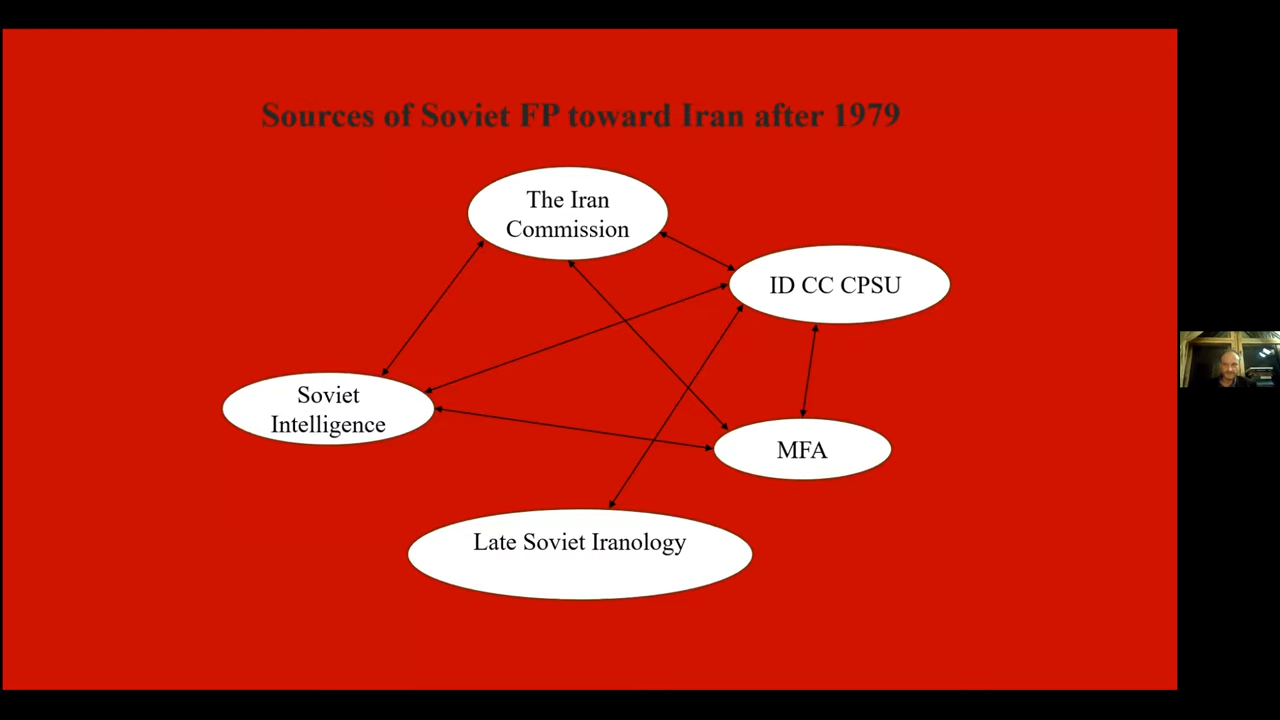 Sources of Soviet FP toward Iran after 1979
The Iran
Commission
ID CC CPSU
Soviet
Intelligence
MFA
Late Soviet Iranology